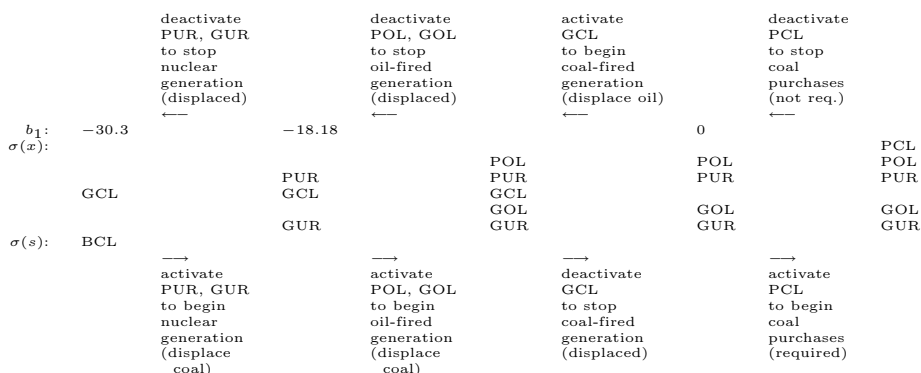 deactivate deactivate activate deactivate
PUR, GUR POL, GOL GCL PCL
to stop to stop to begin to stop
nuclear oil-fired coal-fired coal
generation generation generation purchases
(displaced) (displaced) (displace oil) (not req.)
←− ←− ←− ←−
b₁: −30.3 −18.18 0
σ(x): PCL
POL POL POL
PUR PUR PUR PUR
GCL GCL GCL
GOL GOL GOL
GUR GUR GUR GUR
σ(s): BCL
−→ −→ −→ −→
activate activate deactivate activate
PUR, GUR POL, GOL GCL PCL
to begin to begin to stop to begin
nuclear oil-fired coal-fired coal
generation generation generation purchases
(displace (displace (displaced) (required)
coal) coal)